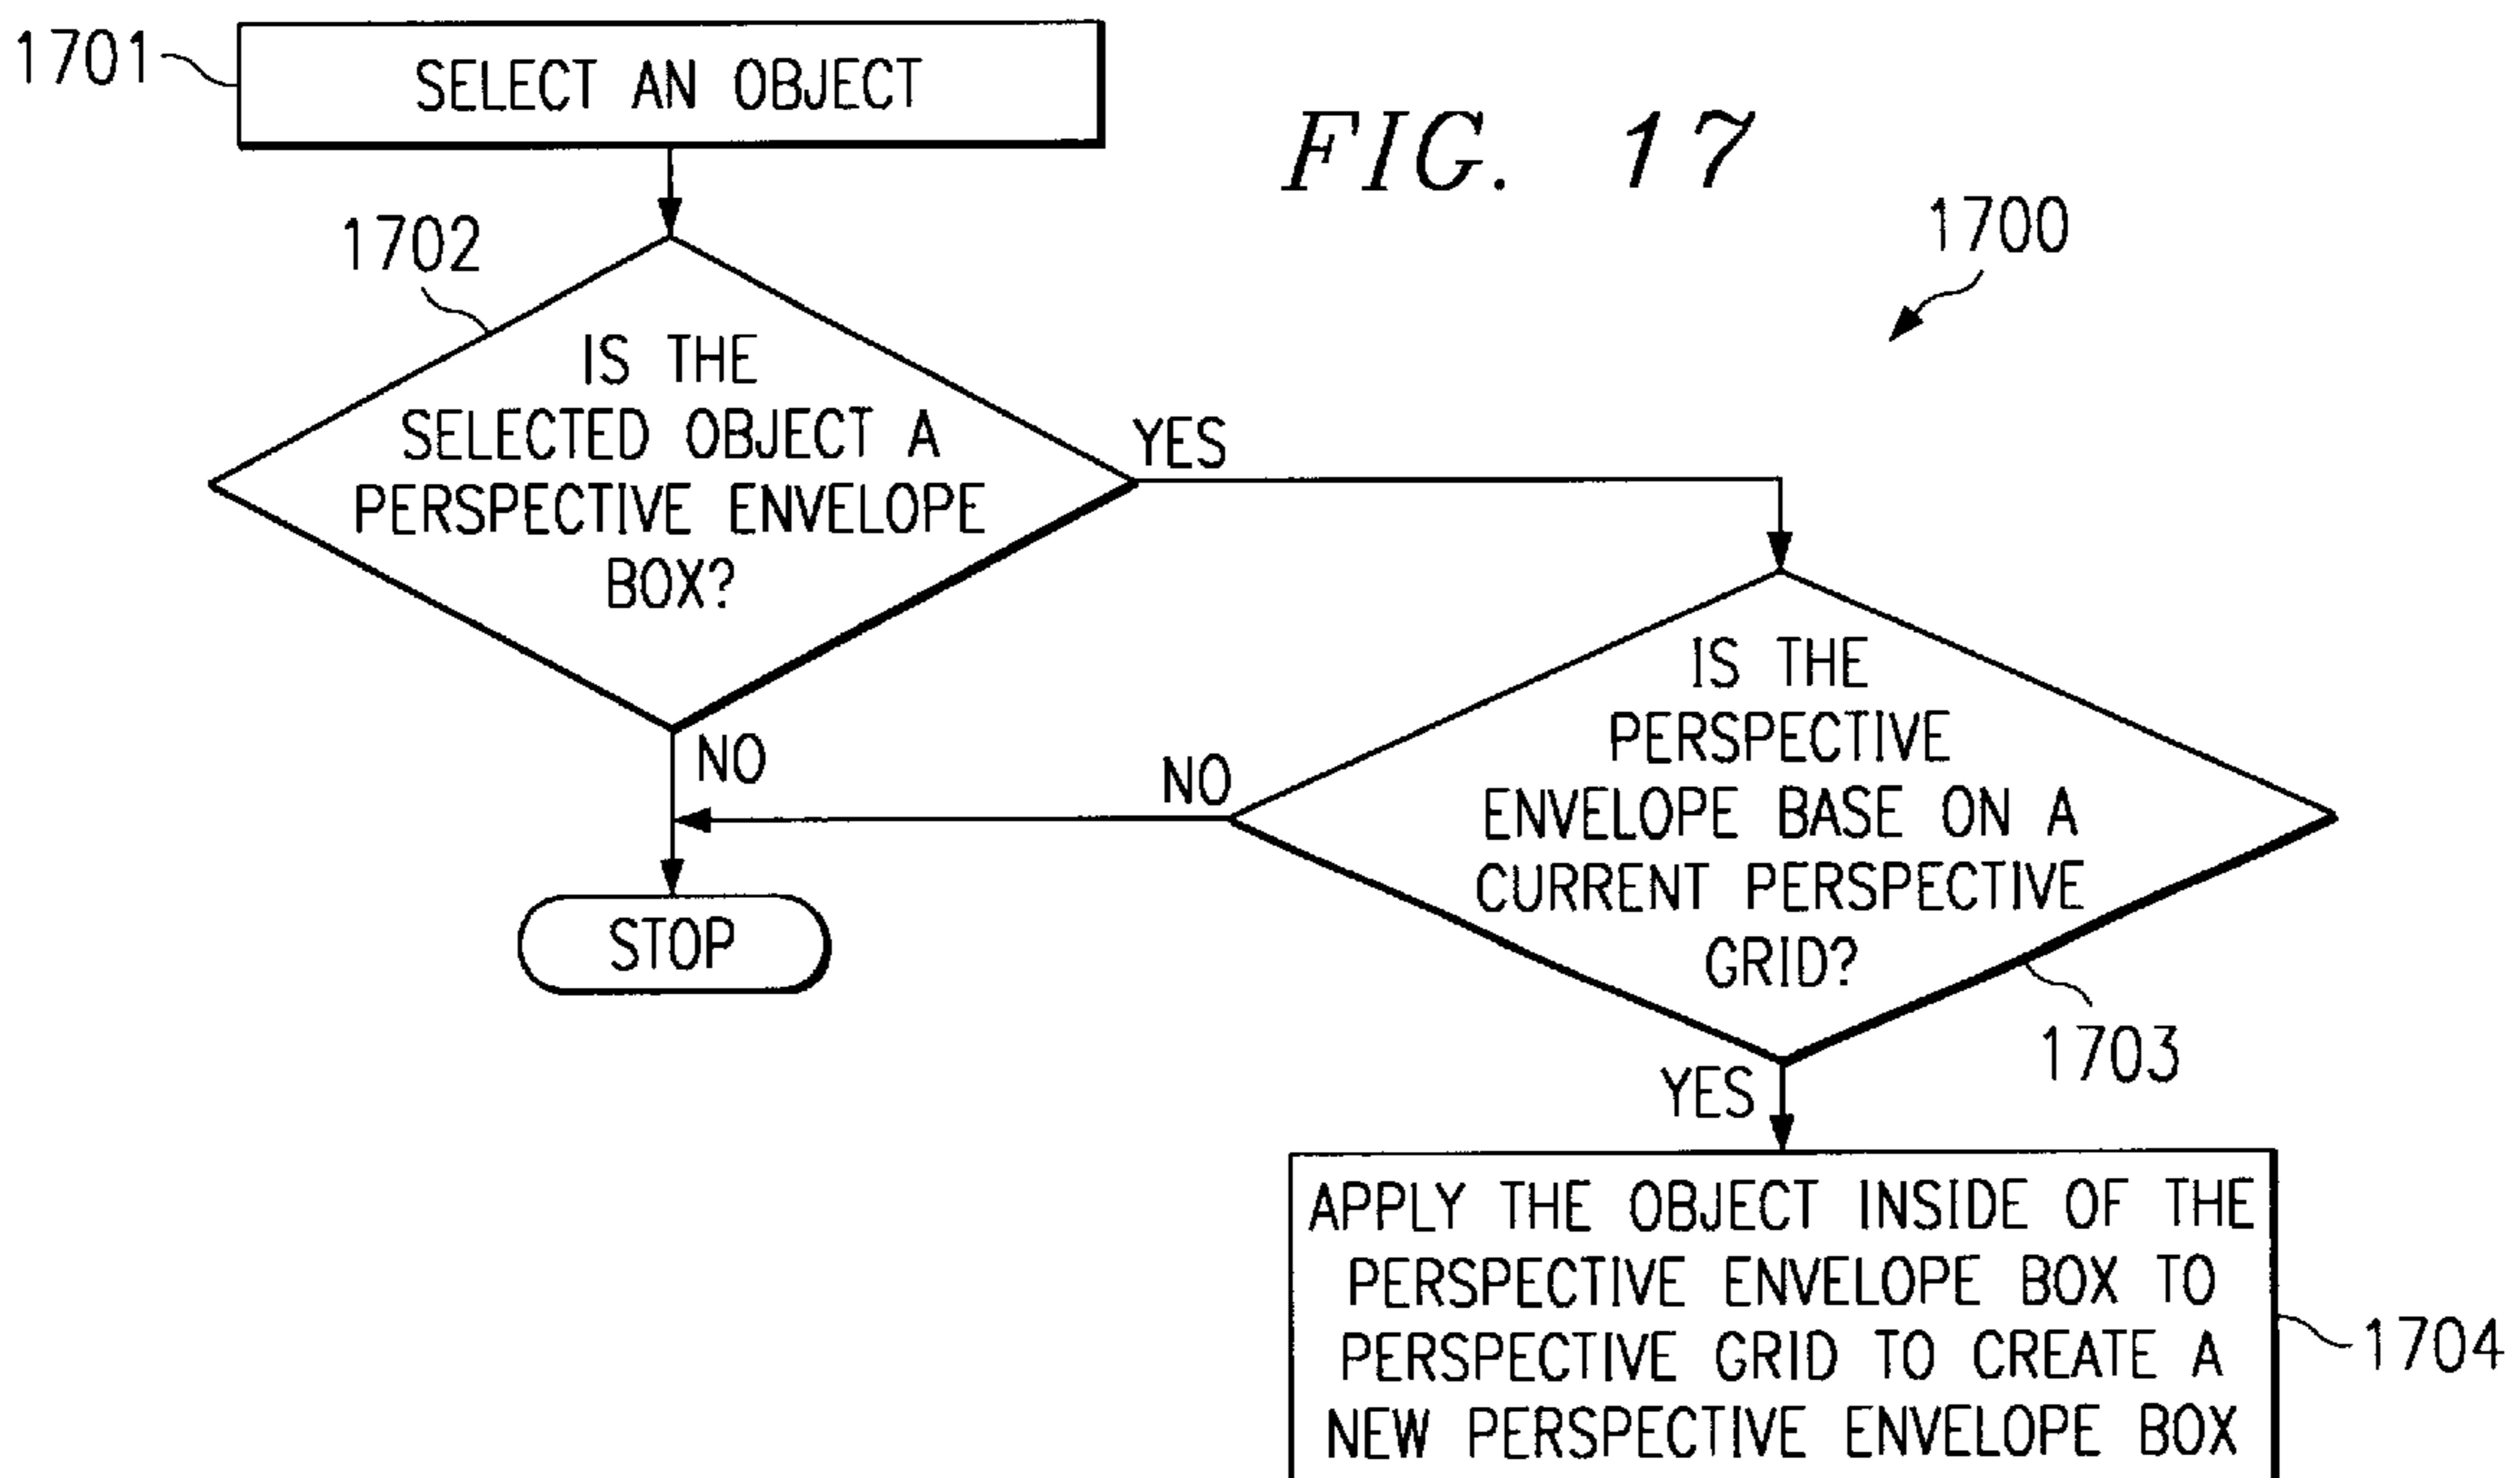 1701
SELECT AN OBJECT
FIG. 17
1700
1702
IS THE
SELECTED OBJECT A
PERSPECTIVE ENVELOPE
BOX?
YES
NO
IS THE
PERSPECTIVE
ENVELOPE BASE ON A
CURRENT PERSPECTIVE
GRID?
NO
STOP
1703
YES
APPLY THE OBJECT INSIDE OF THE
PERSPECTIVE ENVELOPE BOX TO
PERSPECTIVE GRID TO CREATE A
NEW PERSPECTIVE ENVELOPE BOX
1704